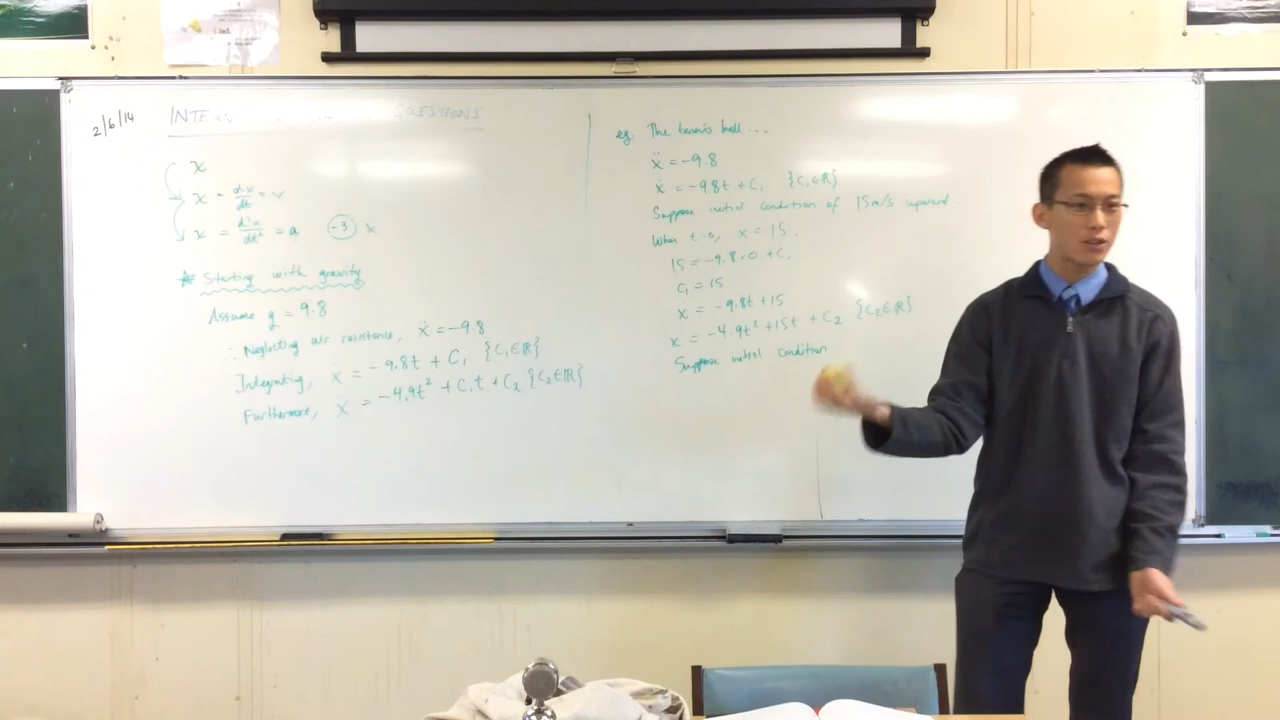 2/6/14
QUESTIONS
x
ẋ = dx/dt = v
ẍ = d²x/dt² = a -3 x
* Starting with gravity
Assume g = 9.8
∴ Neglecting air resistance, ẍ = -9.8
Integrating, ẋ = -9.8t + C₁ {C₁∈ℝ}
Furthermore, x = -4.9t² + C₁t + C₂ {C₂∈ℝ}
eg. The tennis ball...
ẍ = -9.8
ẋ = -9.8t + C₁ {C₁∈ℝ}
Suppose initial condition of 15m/s upward.
When t=0, ẋ = 15.
15 = -9.8×0 + C₁
C₁ = 15
ẋ = -9.8t + 15
x = -4.9t² + 15t + C₂ {C₂∈ℝ}
Suppose initial condition